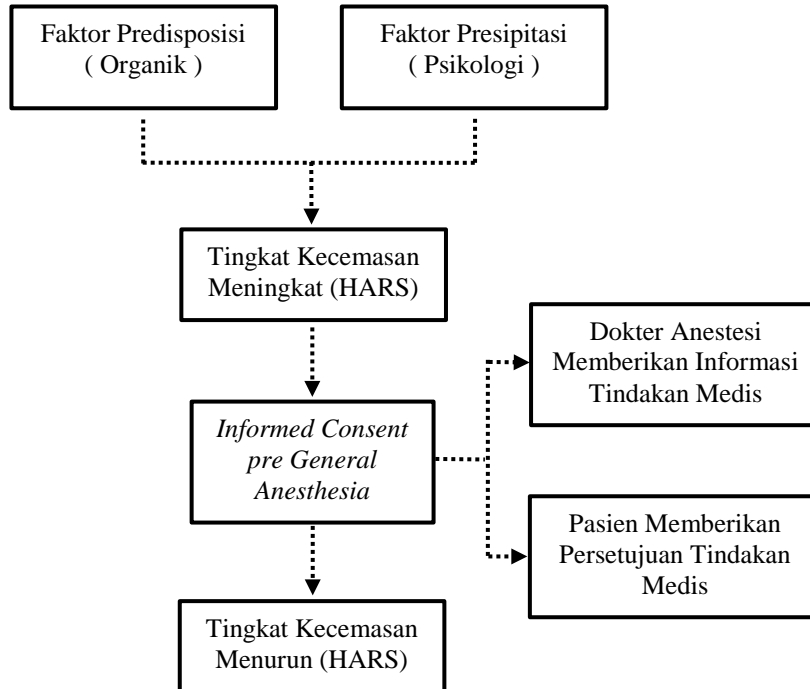 Faktor Predisposisi
( Organik )
Faktor Presipitasi
( Psikologi )
Tingkat Kecemasan
Meningkat (HARS)
Dokter Anestesi
Memberikan Informasi
Tindakan Medis
Informed Consent
pre General
Anesthesia
Pasien Memberikan
Persetujuan Tindakan
Medis
Tingkat Kecemasan
Menurun (HARS)